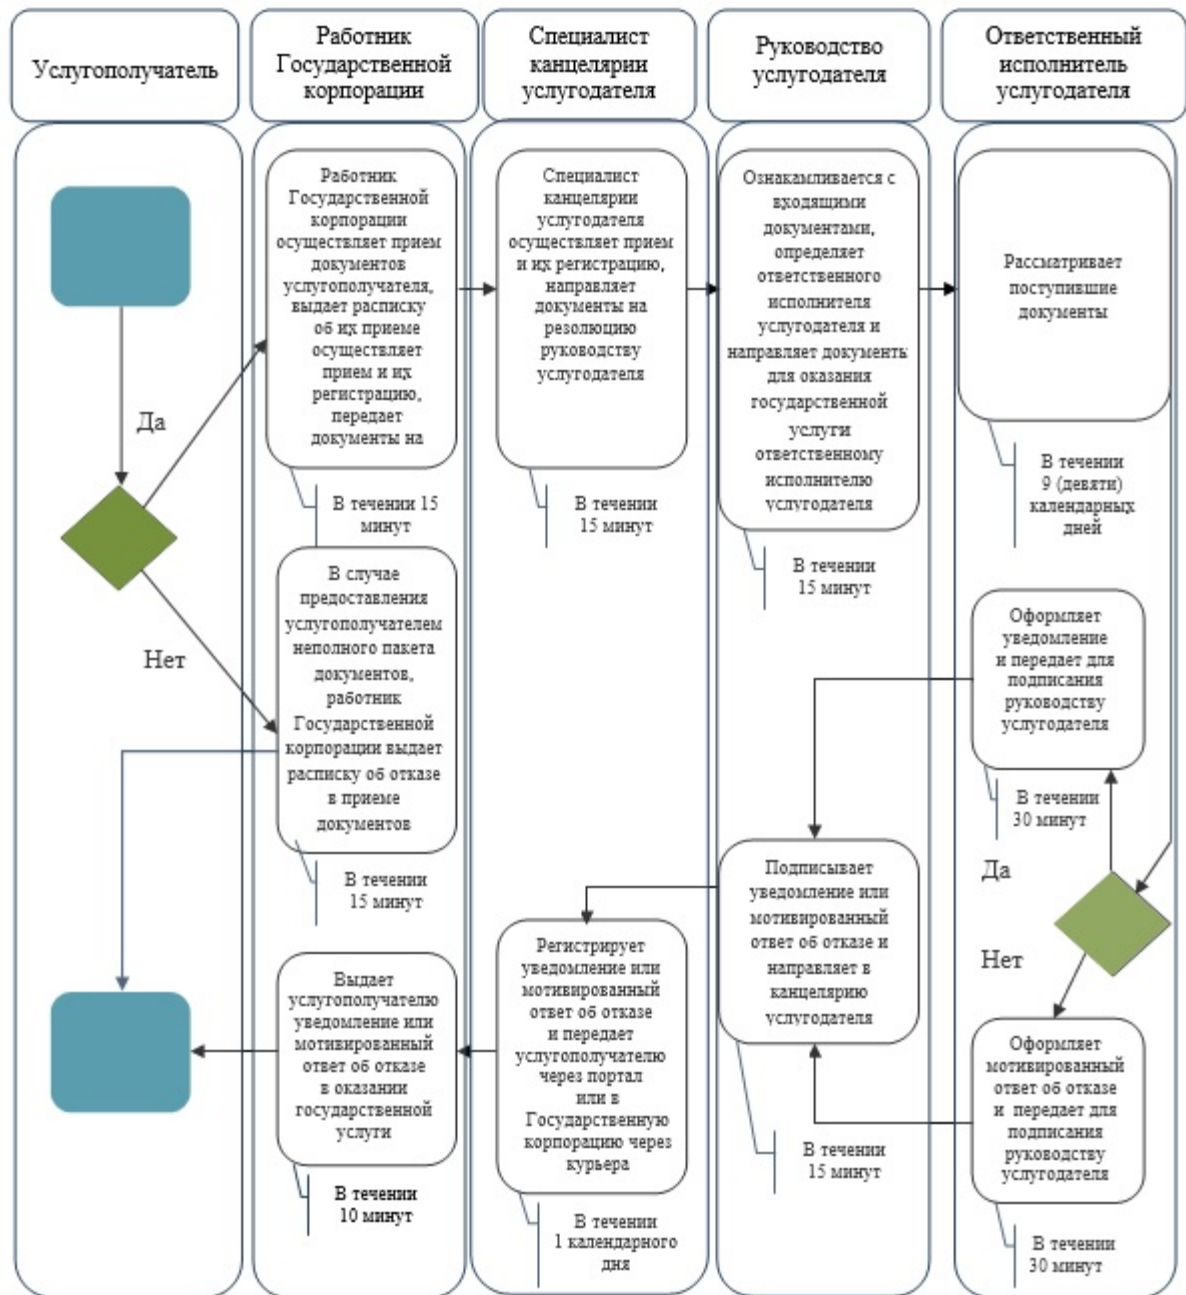 Услугополучатель
Работник
Государственной
корпорации
Специалист
канцелярии
услугодателя
Руководство
услугодателя
Ответственный
исполнитель
услугодателя
Да
Нет
Работник
Государственной
корпорации
осуществляет прием
документов
услугополучателя,
выдает расписку
об их приеме
осуществляет
прием и их
регистрацию,
передает
документы на
В течении 15
минут
В случае
предоставления
услугополучателем
неполного пакета
документов,
работник
Государственной
корпорации выдает
расписку об отказе
в приеме
документов
В течении
15 минут
Выдает
услугополучателю
уведомление или
мотивированный
ответ об отказе
в оказании
государственной
услуги
В течении
10 минут
Специалист
канцелярии
услугодателя
осуществляет прием
и их регистрацию,
направляет
документы на
резолюцию
руководству
услугодателя
В течении
15 минут
Регистрирует
уведомление или
мотивированный
ответ об отказе
и передает
услугополучателю
через портал
или в
Государственную
корпорацию через
курьера
В течении
1 календарного
дня
Ознакамливается с
входящими
документами,
определяет
ответственного
исполнителя
услугодателя и
направляет документы
для оказания
государственной
услуги
ответственному
исполнителю
услугодателя
В течении
15 минут
Подписывает
уведомление или
мотивированный
ответ об отказе и
направляет в
канцелярию
услугодателя
В течении
15 минут
Рассматривает
поступившие
документы
В течении
9 (девяти)
календарных
дней
Оформляет
уведомление
и передает для
подписания
руководству
услугодателя
В течении
30 минут
Да
Нет
Оформляет
мотивированный
ответ об отказе
и передает для
подписания
руководству
услугодателя
В течении
30 минут